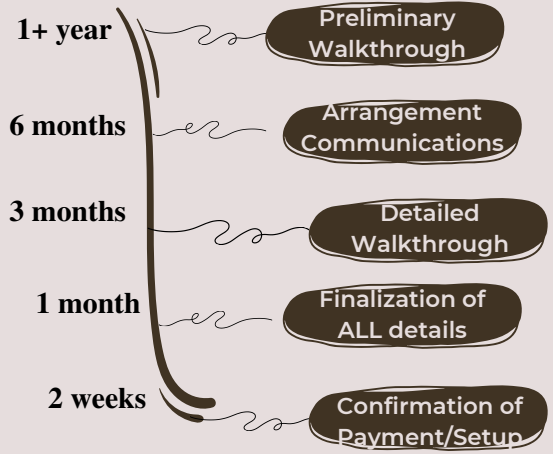 1+ year
Preliminary
Walkthrough
6 months
Arrangement
Communications
3 months
Detailed
Walkthrough
1 month
Finalization of
ALL details
2 weeks
Confirmation of
Payment/Setup